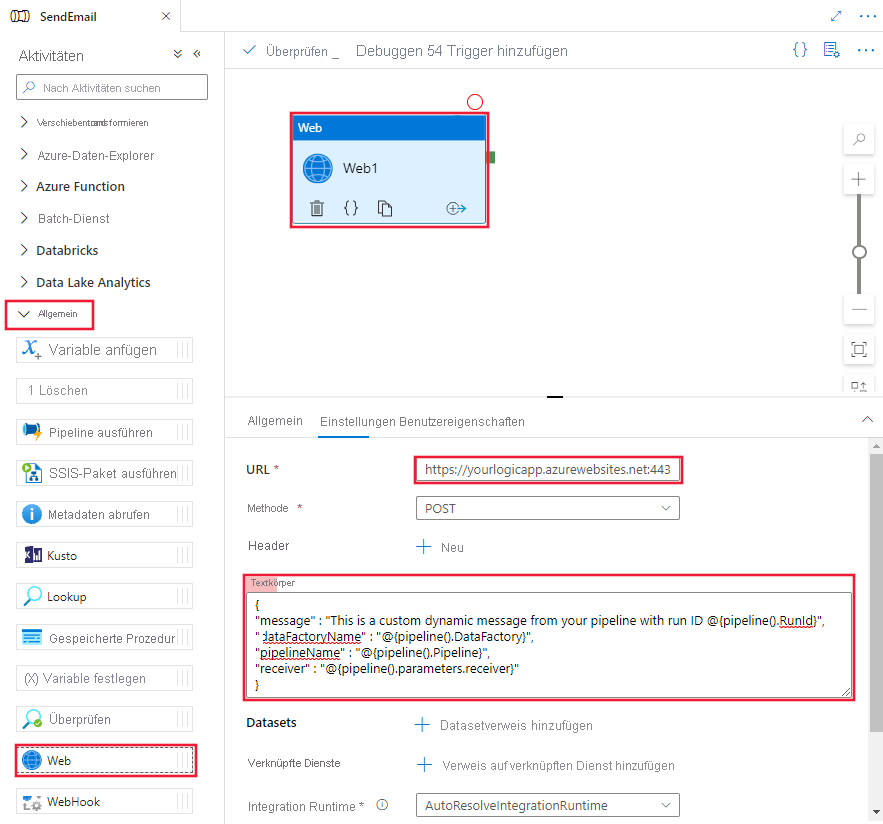 SendEmail
Aktivitäten
Nach Aktivitäten suchen
Azure-Daten-Explorer
Azure Function
Batch-Dienst
Databricks
Data Lake Analytics
Allgemein
Variable anfügen
1 Löschen
Pipeline ausführen
SSIS-Paket ausführen
Metadaten abrufen
Kusto
Lookup
Gespeicherte Prozedur
(X) Variable festlegen
Überprüfen
Web
WebHook
Überprüfen _ Debuggen 54 Trigger hinzufügen
Web
Web1
Allgemein Einstellungen Benutzereigenschaften
URL * https://yourlogicapp.azurewebsites.net:443
Methode * POST
Header Neu
Textkörper
{
"message" : "This is a custom dynamic message from your pipeline with run ID @{pipeline().RunId}",
"JataFactoryName" : "@{pipeline().DataFactory}",
"pipelineName" : "@{pipeline().Pipeline}",
"receiver" : "@{pipeline().parameters.receiver}"
}
Datasets Datasetverweis hinzufügen
Verknüpfte Dienste Verweis auf verknüpften Dienst hinzufügen
Integration Runtime * AutoResolveIntegrationRuntime